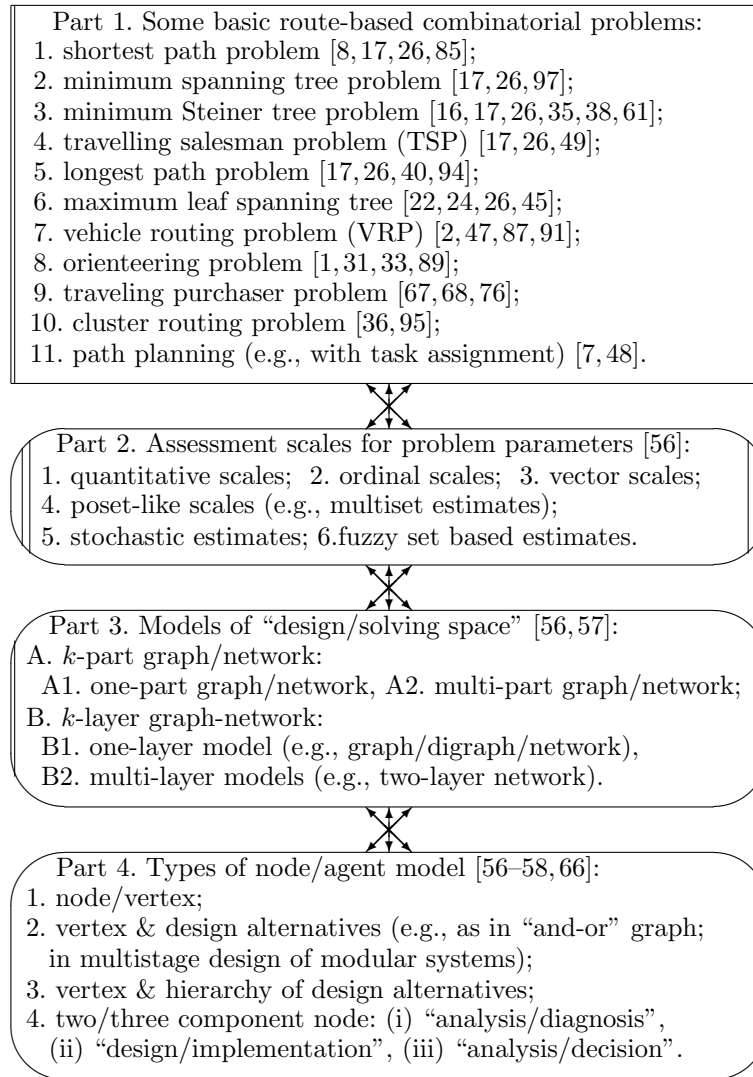 Part 1. Some basic route-based combinatorial problems:
1. shortest path problem [8, 17, 26, 85];
2. minimum spanning tree problem [17, 26, 97];
3. minimum Steiner tree problem [16, 17, 26, 35, 38, 61];
4. travelling salesman problem (TSP) [17, 26, 49];
5. longest path problem [17, 26, 40, 94];
6. maximum leaf spanning tree [22, 24, 26, 45];
7. vehicle routing problem (VRP) [2, 47, 87, 91];
8. orienteering problem [1, 31, 33, 89];
9. traveling purchaser problem [67, 68, 76];
10. cluster routing problem [36, 95];
11. path planning (e.g., with task assignment) [7, 48].
Part 2. Assessment scales for problem parameters [56]:
1. quantitative scales; 2. ordinal scales; 3. vector scales;
4. poset-like scales (e.g., multiset estimates);
5. stochastic estimates; 6.fuzzy set based estimates.
Part 3. Models of “design/solving space” [56, 57]:
A. k-part graph/network:
A1. one-part graph/network, A2. multi-part graph/network;
B. k-layer graph-network:
B1. one-layer model (e.g., graph/digraph/network),
B2. multi-layer models (e.g., two-layer network).
Part 4. Types of node/agent model [56–58, 66]:
1. node/vertex;
2. vertex & design alternatives (e.g., as in “and-or” graph;
in multistage design of modular systems);
3. vertex & hierarchy of design alternatives;
4. two/three component node: (i) “analysis/diagnosis”,
(ii) “design/implementation”, (iii) “analysis/decision”.